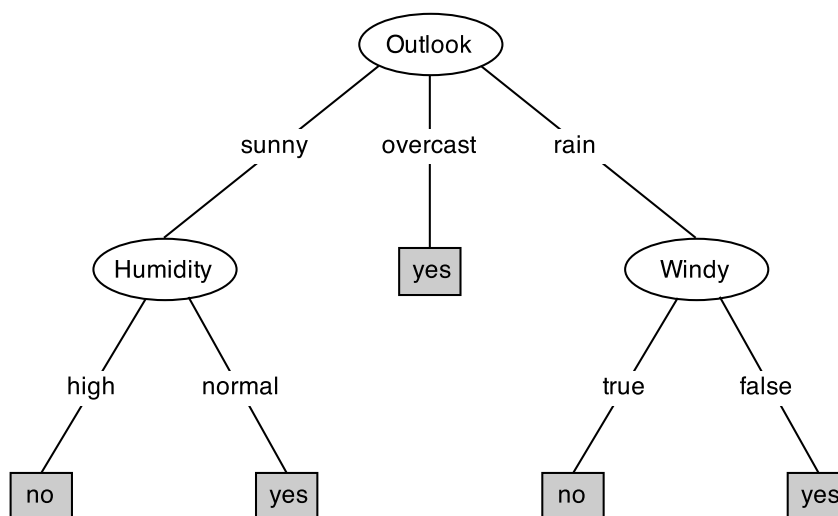 Outlook
sunny overcast rain
Humidity yes Windy
high normal true false
no yes no yes